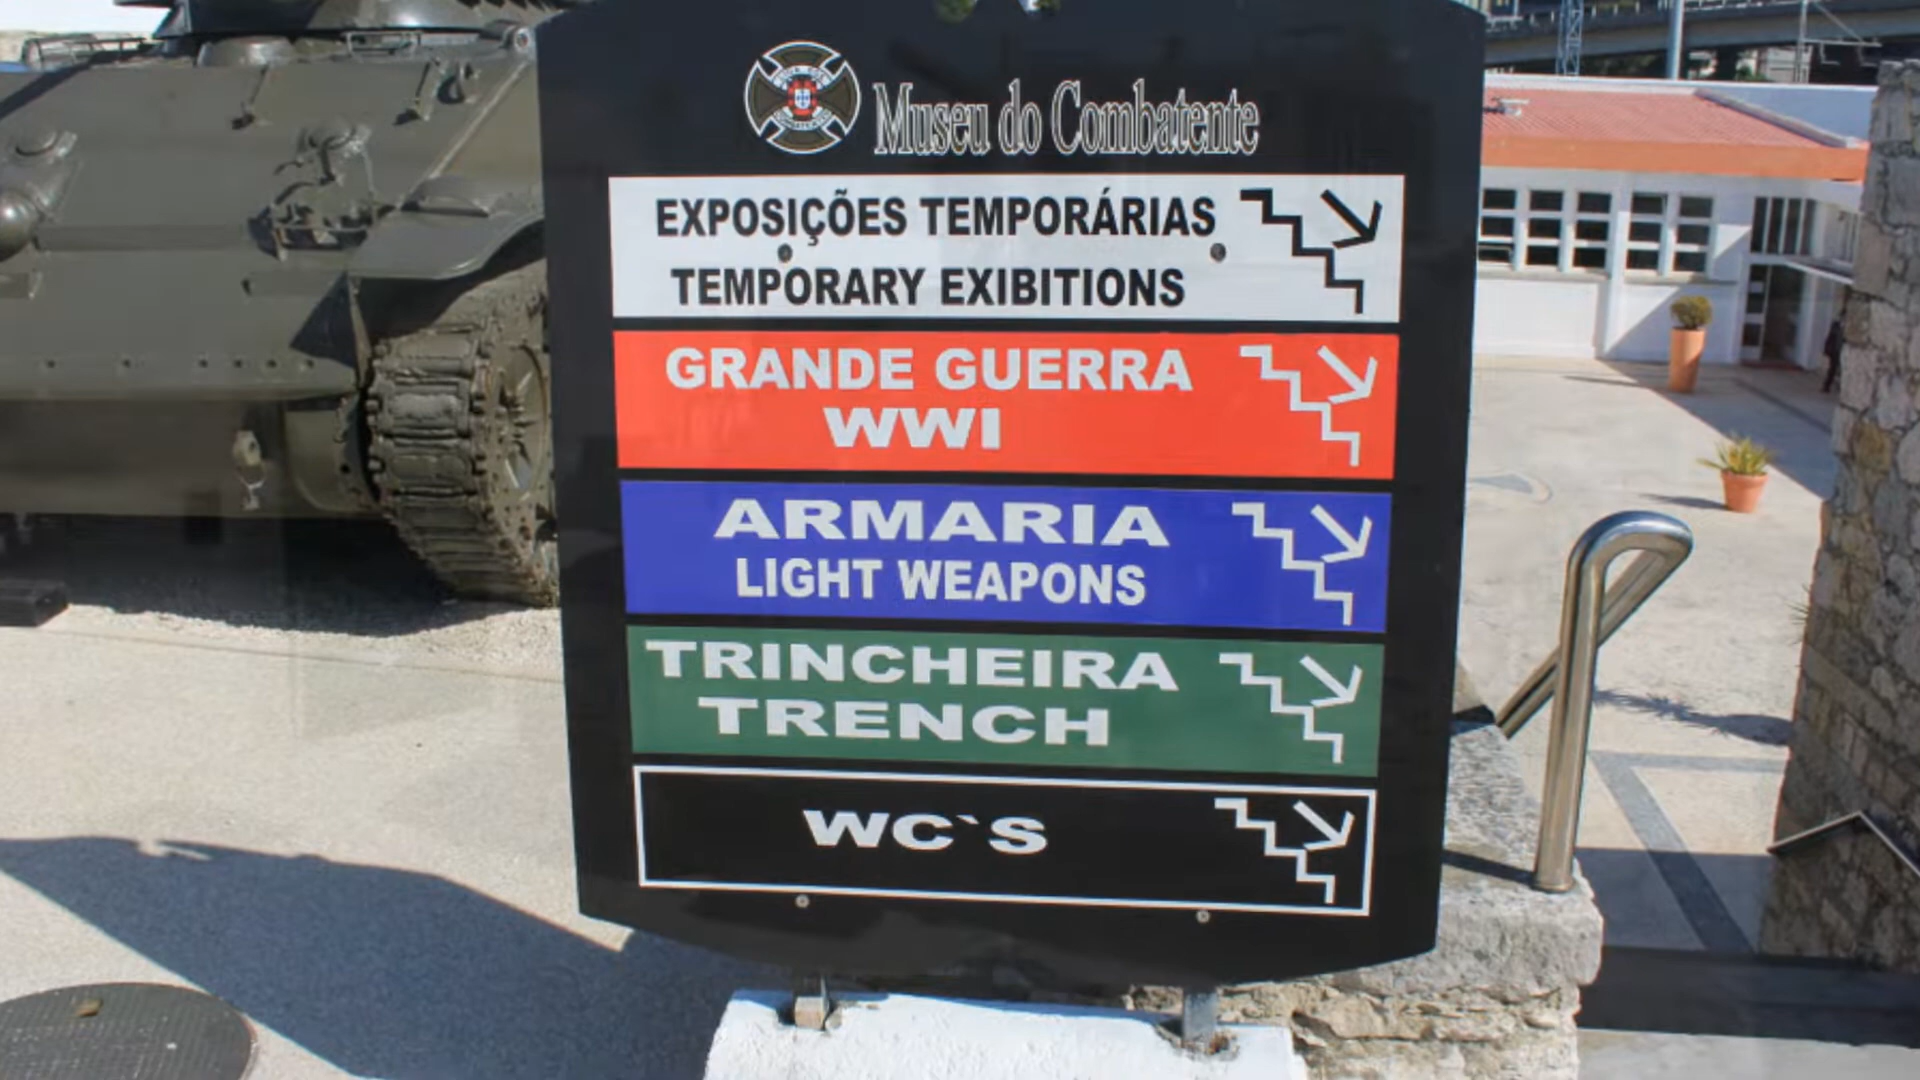 Museu do Combatente
EXPOSIÇÕES TEMPORÁRIAS
TEMPORARY EXIBITIONS
GRANDE GUERRA
WWI
ARMARIA
LIGHT WEAPONS
TRINCHEIRA
TRENCH
WC`S